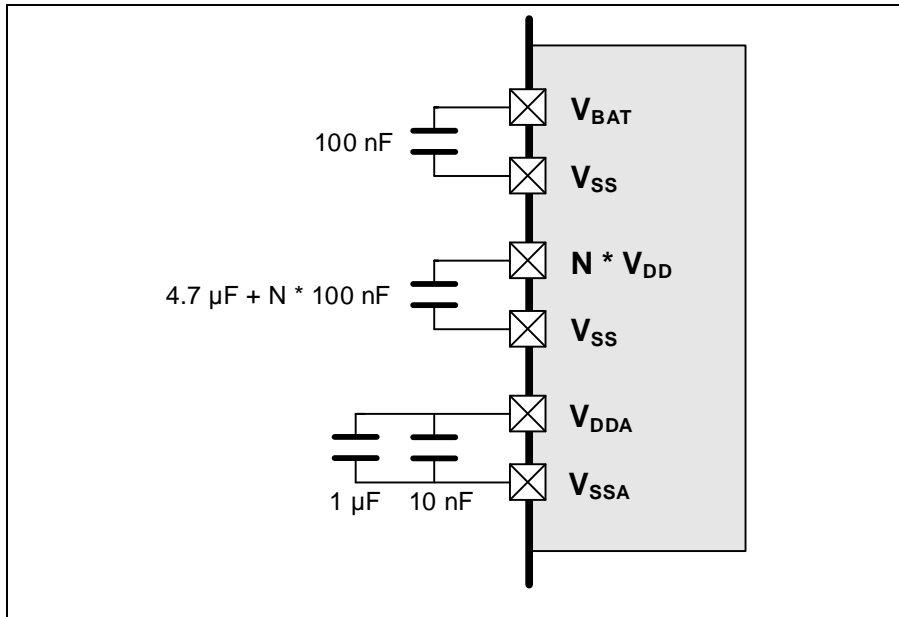 100 nF
V_BAT
V_SS
4.7 µF + N * 100 nF
N * V_DD
V_SS
V_DDA
V_SSA
1 µF 10 nF